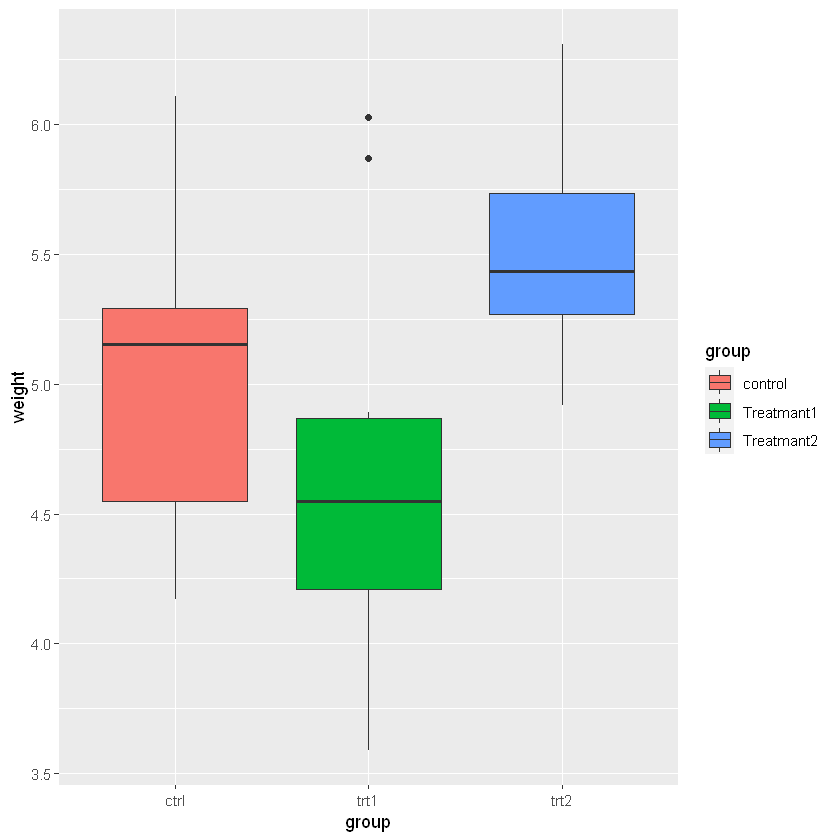 weight
6.0
5.5
5.0
4.5
4.0
3.5
ctrl trt1 trt2
group
group
control
Treatmant1
Treatmant2